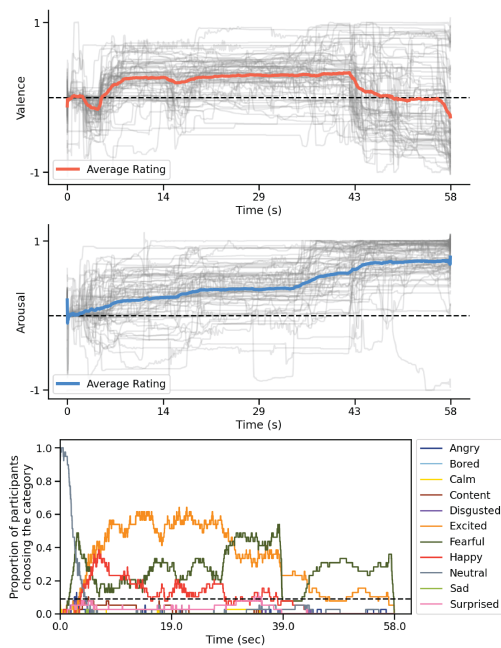 1
Valence
-1
Average Rating
0 14 29 43 58
Time (s)
1
Arousal
-1
Average Rating
0 14 29 43 58
Time (s)
Proportion of participants
choosing the category
1.0
0.8
0.6
0.4
0.2
0.0
0.0 19.0 39.0 58.0
Time (sec)
Angry
Bored
Calm
Content
Disgusted
Excited
Fearful
Happy
Neutral
Sad
Surprised